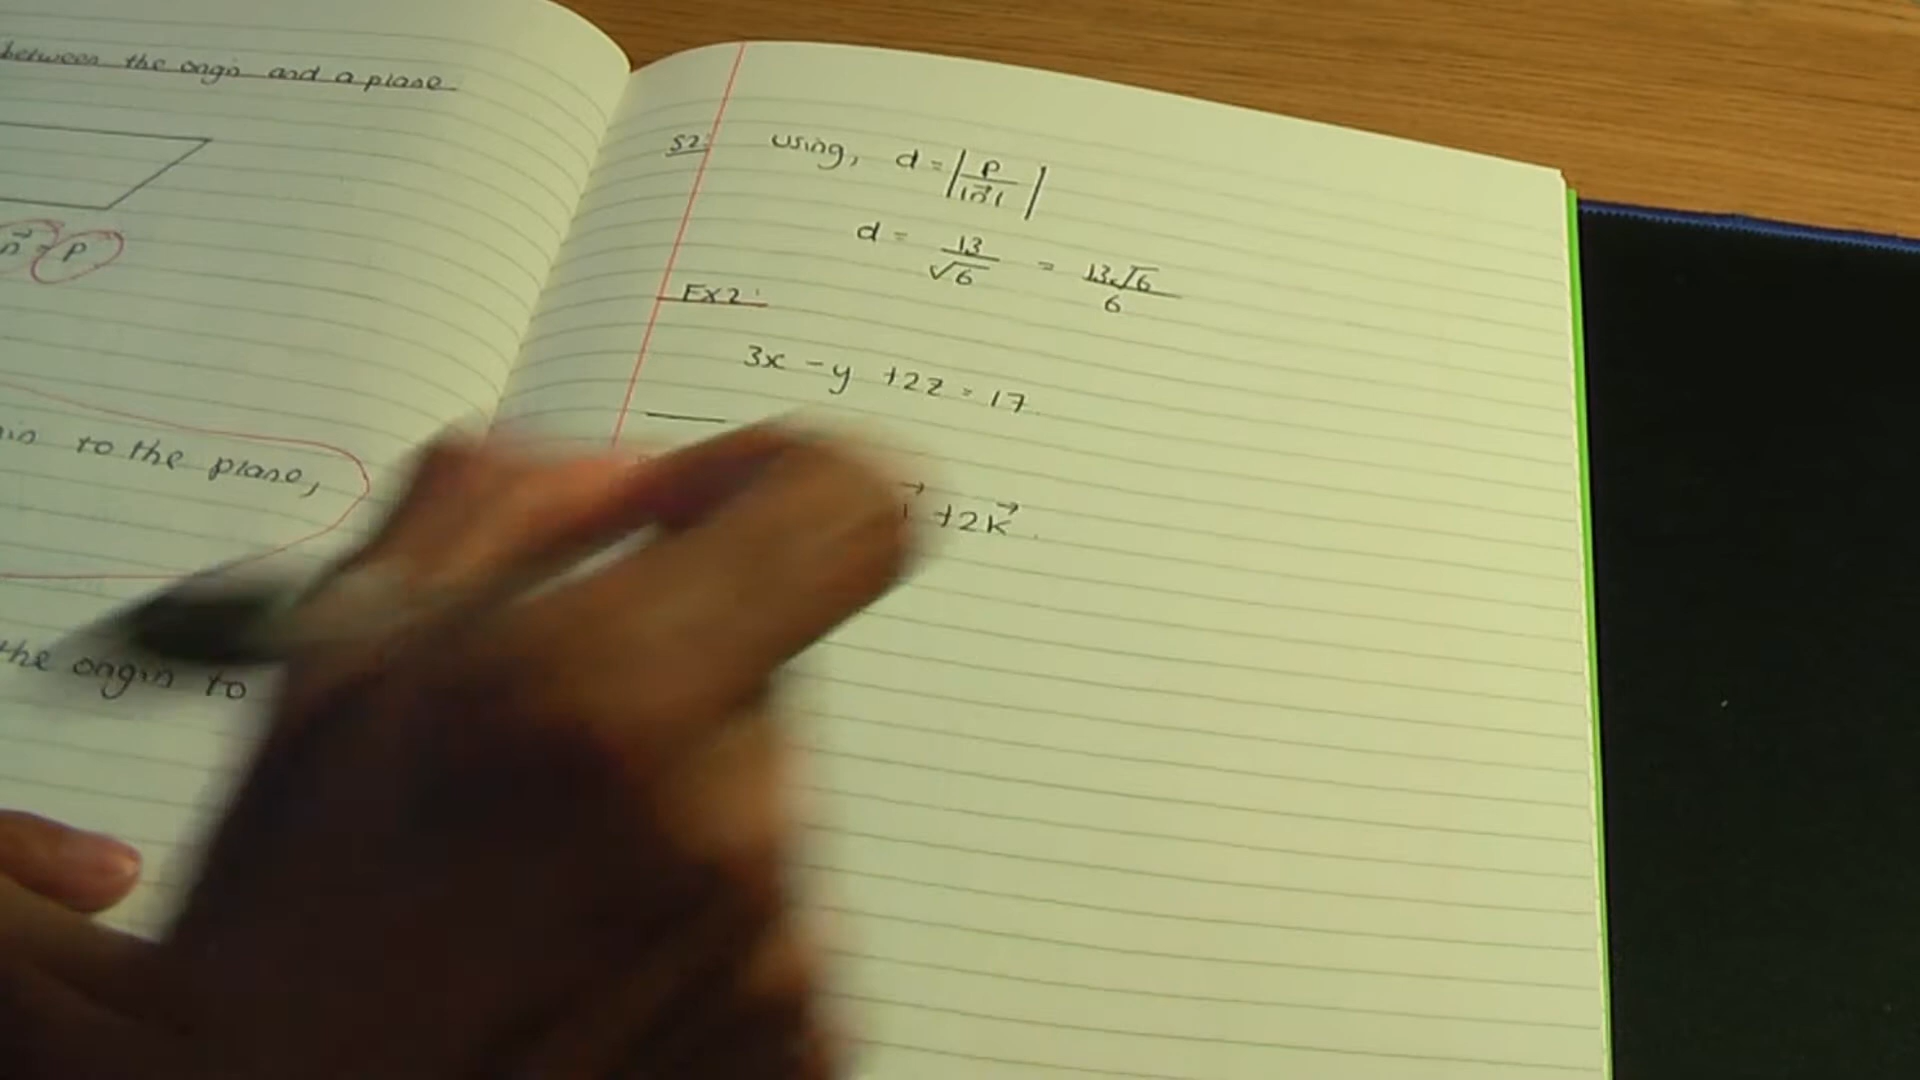 between the origin and a plane
n⃗ = p
to the plane,
the origin to
S2: using, d = |p/|n⃗||
d = 13/√6 = 13√6/6
Ex2:
3x - y + 2z = 17
+2k⃗